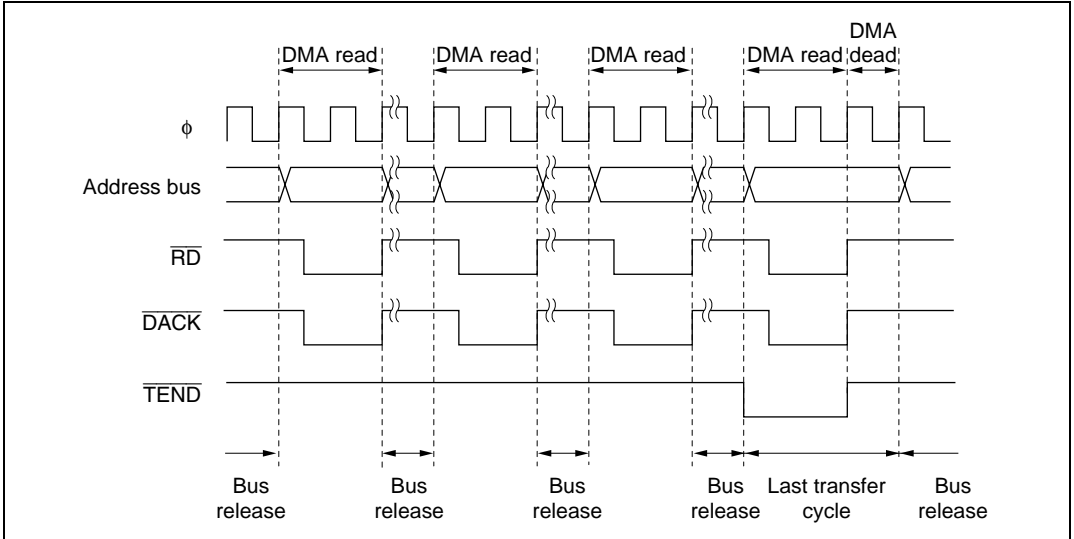 DMA
DMA read DMA read DMA read DMA read dead
φ
Address bus
RD
DACK
TEND
Bus Bus Bus Bus Last transfer Bus
release release release release cycle release